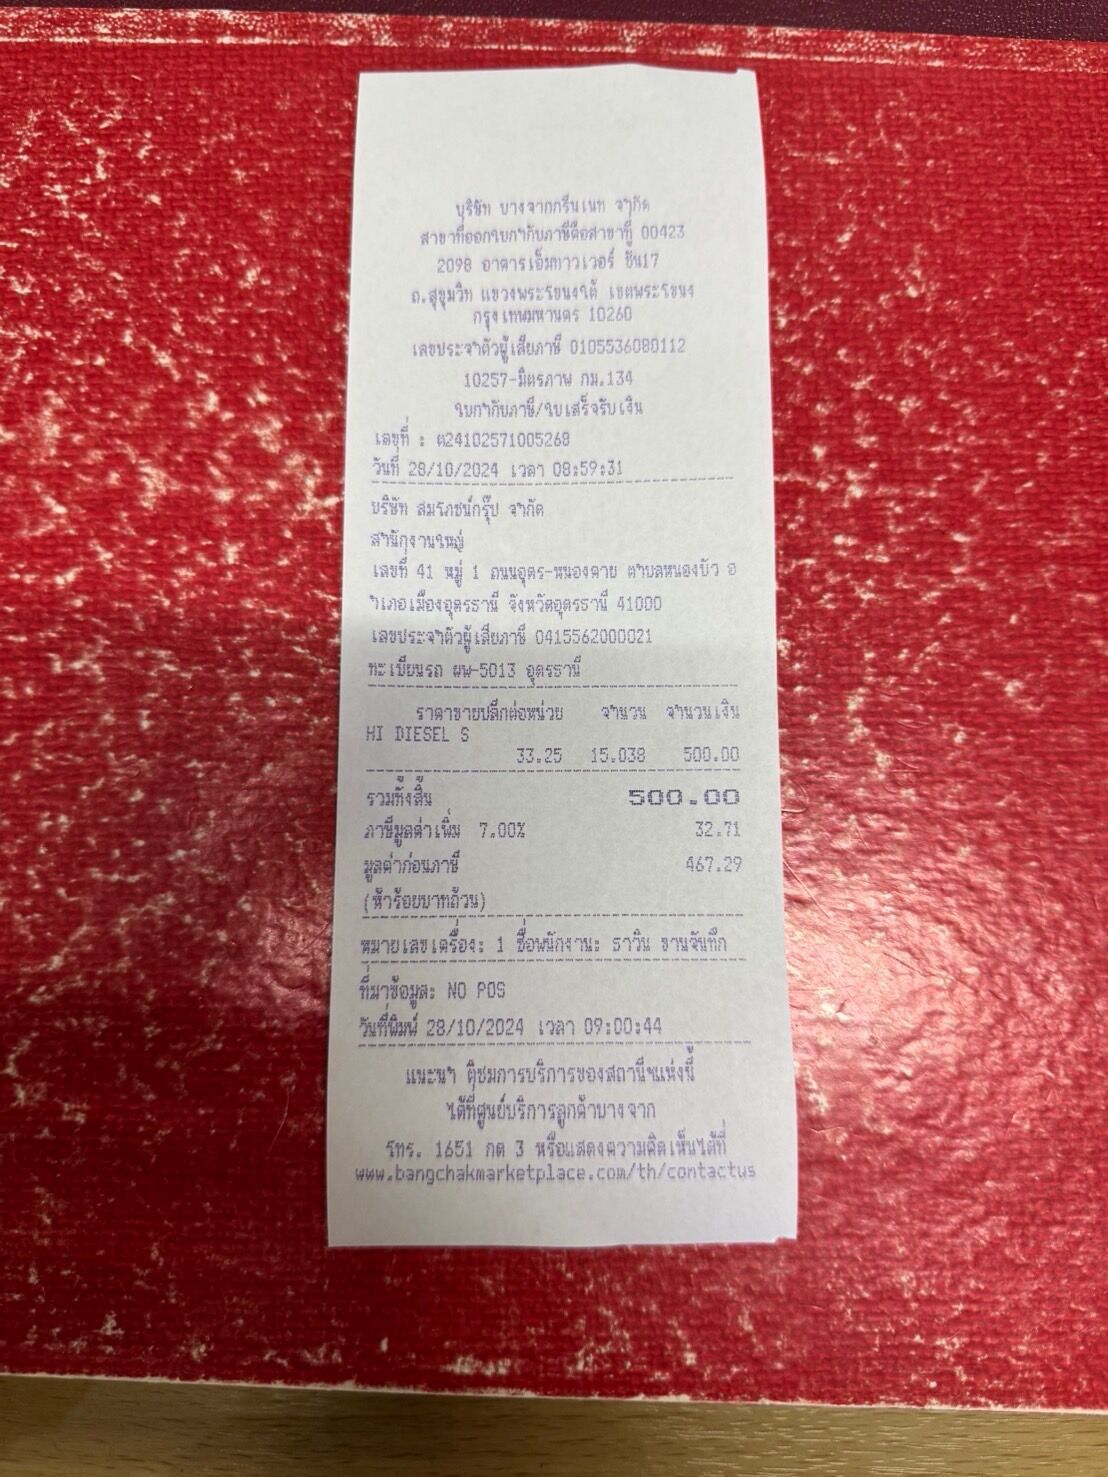 บริษัท บางจากกรีนเนท จำกัด
สาขาที่ออกใบกำกับภาษีคือสาขาที่ 00423
2098 อาคารเอ็มทาวเวอร์ ชั้น17
ถ.สุขุมวิท แขวงพระโขนงใต้ เขตพระโขนง
กรุงเทพมหานคร 10260
เลขประจำตัวผู้เสียภาษี 0105536080112
10257-มิตรภาพ กม.134
ใบกำกับภาษี/ใบเสร็จรับเงิน
เลขที่ : ต24102571005268
วันที่ 28/10/2024 เวลา 08:59:31
บริษัท สมโภชน์กรุ๊ป จำกัด
สำนักงานใหญ่
เลขที่ 41 หมู่ 1 ถนนอุดร-หนองคาย ตำบลหนองบัว อ
ำเภอเมืองอุดรธานี จังหวัดอุดรธานี 41000
เลขประจำตัวผู้เสียภาษี 0415562000021
ทะเบียนรถ ผผ-5013 อุดรธานี
ราคาขายปลีกต่อหน่วย จำนวน จำนวนเงิน
HI DIESEL S
33.25 15.038 500.00
รวมทั้งสิ้น 500.00
ภาษีมูลค่าเพิ่ม 7.00% 32.71
มูลค่าก่อนภาษี 467.29
(ห้าร้อยบาทถ้วน)
หมายเลขเครื่อง: 1 ชื่อพนักงาน: ธาวิน ขานจันทึก
ที่มาข้อมูล: NO POS
วันที่พิมพ์ 28/10/2024 เวลา 09:00:44
แนะนำ ติชมการบริการของสถานีฯแห่งนี้
ได้ที่ศูนย์บริการลูกค้าบางจาก
โทร. 1651 กด 3 หรือแสดงความคิดเห็นได้ที่
www.bangchakmarketplace.com/th/contactus